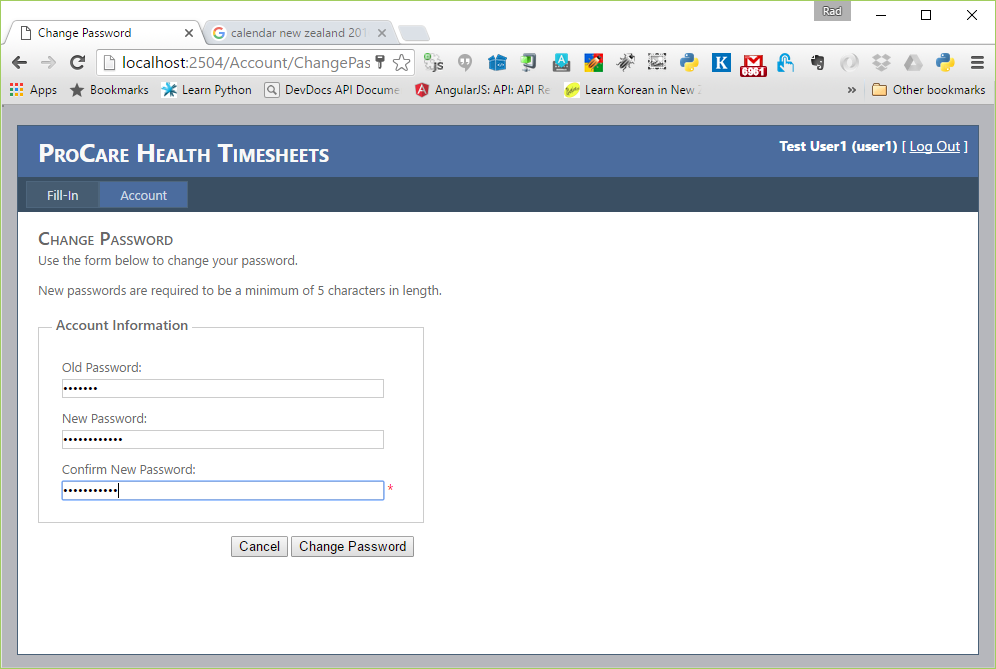 Rad
Change Password
calendar new zealand 201
localhost:2504/Account/ChangePas
js
K
6981
Apps
Bookmarks
Learn Python
DevDocs API Docume
AngularJS: API: API Re
Learn Korean in New
»
Other bookmarks
ProCare Health Timesheets
Test User1 (user1) [ Log Out ]
Fill-In
Account
Change Password
Use the form below to change your password.
New passwords are required to be a minimum of 5 characters in length.
Account Information
Old Password:
•••••••
New Password:
••••••••••••
Confirm New Password:
••••••••••• *
Cancel
Change Password